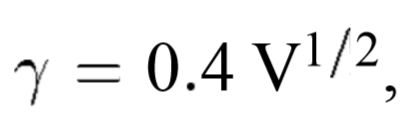 γ = 0.4 V^{1/2},